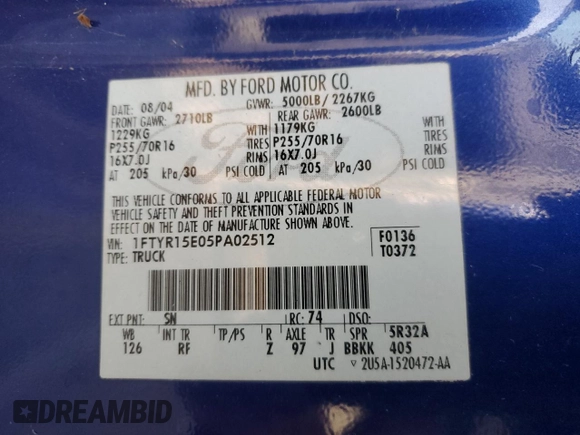 MFD. BY FORD MOTOR CO.
DATE: 08/04 GVWR: 5000LB/ 2267KG
FRONT GAWR: 2710LB REAR GAWR: 2600LB
1229KG WITH 1179KG WITH
P255/70R16 TIRES P255/70R16 TIRES
16X7.0J RIMS 16X7.0J RIMS
AT 205 kPa/30 PSI COLD AT 205 kPa/30 PSI COLD
Ford
THIS VEHICLE CONFORMS TO ALL APPLICABLE FEDERAL MOTOR
VEHICLE SAFETY AND THEFT PREVENTION STANDARDS IN
EFFECT ON THE DATE OF MANUFACTURE SHOWN ABOVE.
VIN: 1FTYR15E05PA02512 F0136
TYPE: TRUCK T0372
EXT PNT: SN RC: 74 DSO:
WB INT TR TP/PS R AXLE TR SPR 5R32A
126 RF Z 97 J BBKK 405
UTC ▽ 2U5A-1520472-AA
DREAMBID